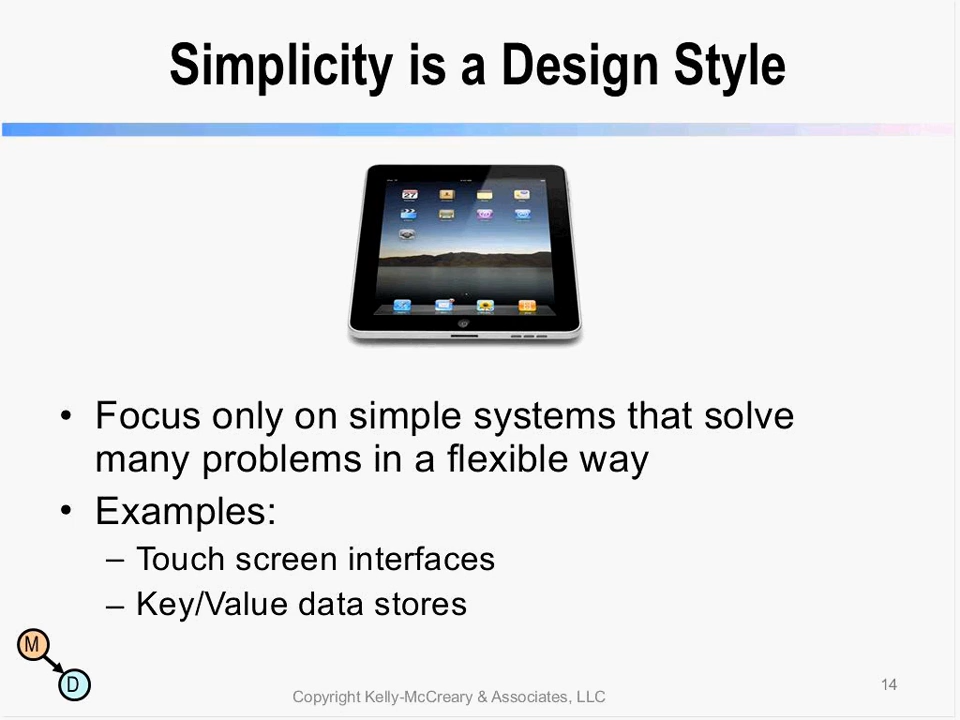 Simplicity is a Design Style
27
• Focus only on simple systems that solve
many problems in a flexible way
• Examples:
– Touch screen interfaces
– Key/Value data stores
M
D
Copyright Kelly-McCreary & Associates, LLC
14